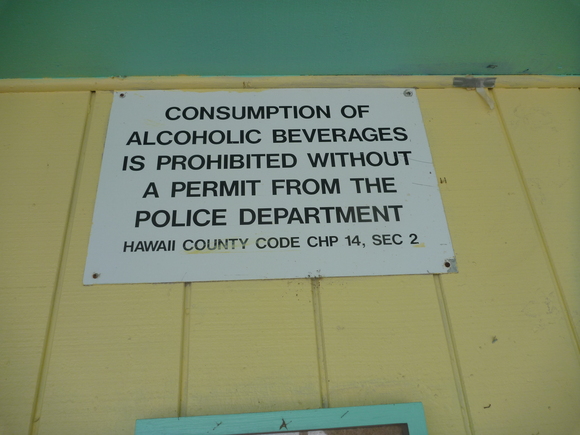 CONSUMPTION OF
ALCOHOLIC BEVERAGES
IS PROHIBITED WITHOUT
A PERMIT FROM THE
POLICE DEPARTMENT
HAWAII COUNTY CODE CHP 14, SEC 2